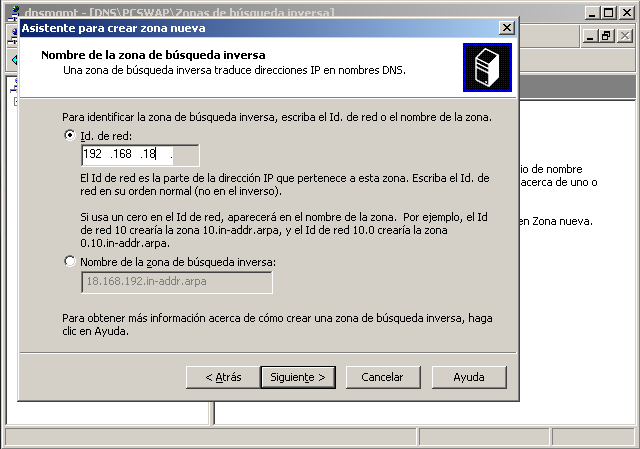 dnsmgmt - [DNS\PCSWAP\Zonas de búsqueda inversa]
Asistente para crear zona nueva
Nombre de la zona de búsqueda inversa
Una zona de búsqueda inversa traduce direcciones IP en nombres DNS.
Para identificar la zona de búsqueda inversa, escriba el Id. de red o el nombre de la zona.
Id. de red:
192 .168 .18 .
El Id de red es la parte de la dirección IP que pertenece a esta zona. Escriba el Id. de
red en su orden normal (no en el inverso).
Si usa un cero en el Id de red, aparecerá en el nombre de la zona. Por ejemplo, el Id
de red 10 crearía la zona 10.in-addr.arpa, y el Id de red 10.0 crearía la zona
0.10.in-addr.arpa.
Nombre de la zona de búsqueda inversa:
18.168.192.in-addr.arpa
Para obtener más información acerca de cómo crear una zona de búsqueda inversa, haga
clic en Ayuda.
< Atrás
Siguiente >
Cancelar
Ayuda
io de nombre
acerca de uno o
en Zona nueva.